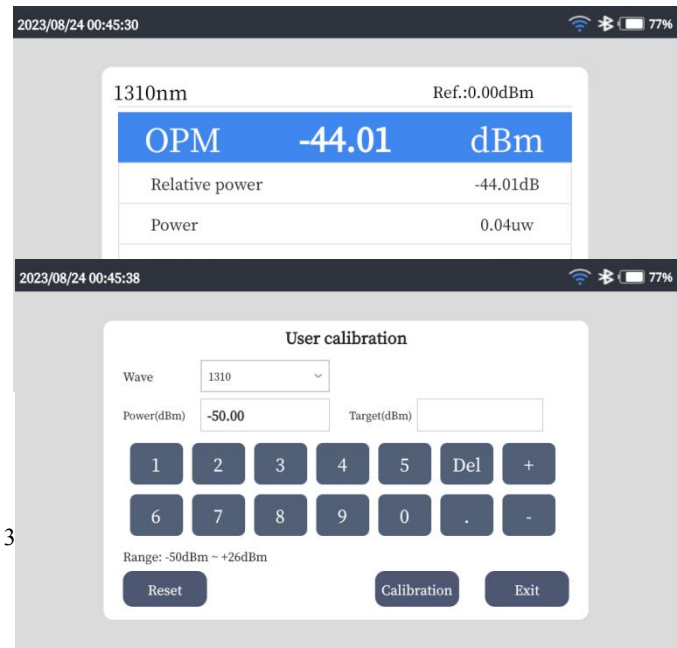 2023/08/24 00:45:30 77%
1310nm Ref.:0.00dBm
OPM -44.01 dBm
Relative power -44.01dB
Power 0.04uw
2023/08/24 00:45:38 77%
User calibration
Wave 1310
Power(dBm) -50.00 Target(dBm)
1 2 3 4 5 Del +
6 7 8 9 0 . -
3
Range: -50dBm ~ +26dBm
Reset Calibration Exit